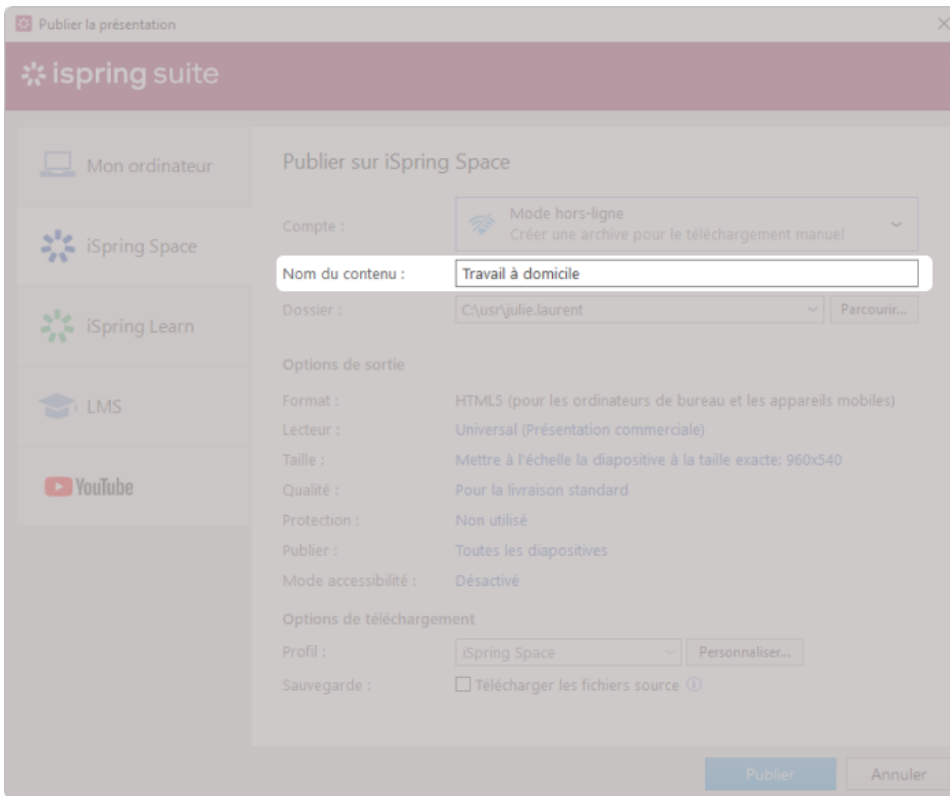 Publier la présentation
ispring suite
Mon ordinateur
iSpring Space
iSpring Learn
LMS
YouTube
Publier sur iSpring Space
Compte : Mode hors-ligne
Créer une archive pour le téléchargement manuel
Nom du contenu : Travail à domicile
Dossier : C:\usr\julie.laurent Parcourir...
Options de sortie
Format : HTML5 (pour les ordinateurs de bureau et les appareils mobiles)
Lecteur : Universal (Présentation commerciale)
Taille : Mettre à l'échelle la diapositive à la taille exacte: 960x540
Qualité : Pour la livraison standard
Protection : Non utilisé
Publier : Toutes les diapositives
Mode accessibilité : Désactivé
Options de téléchargement
Profil : iSpring Space Personnaliser...
Sauvegarde : Télécharger les fichiers source
Publier Annuler